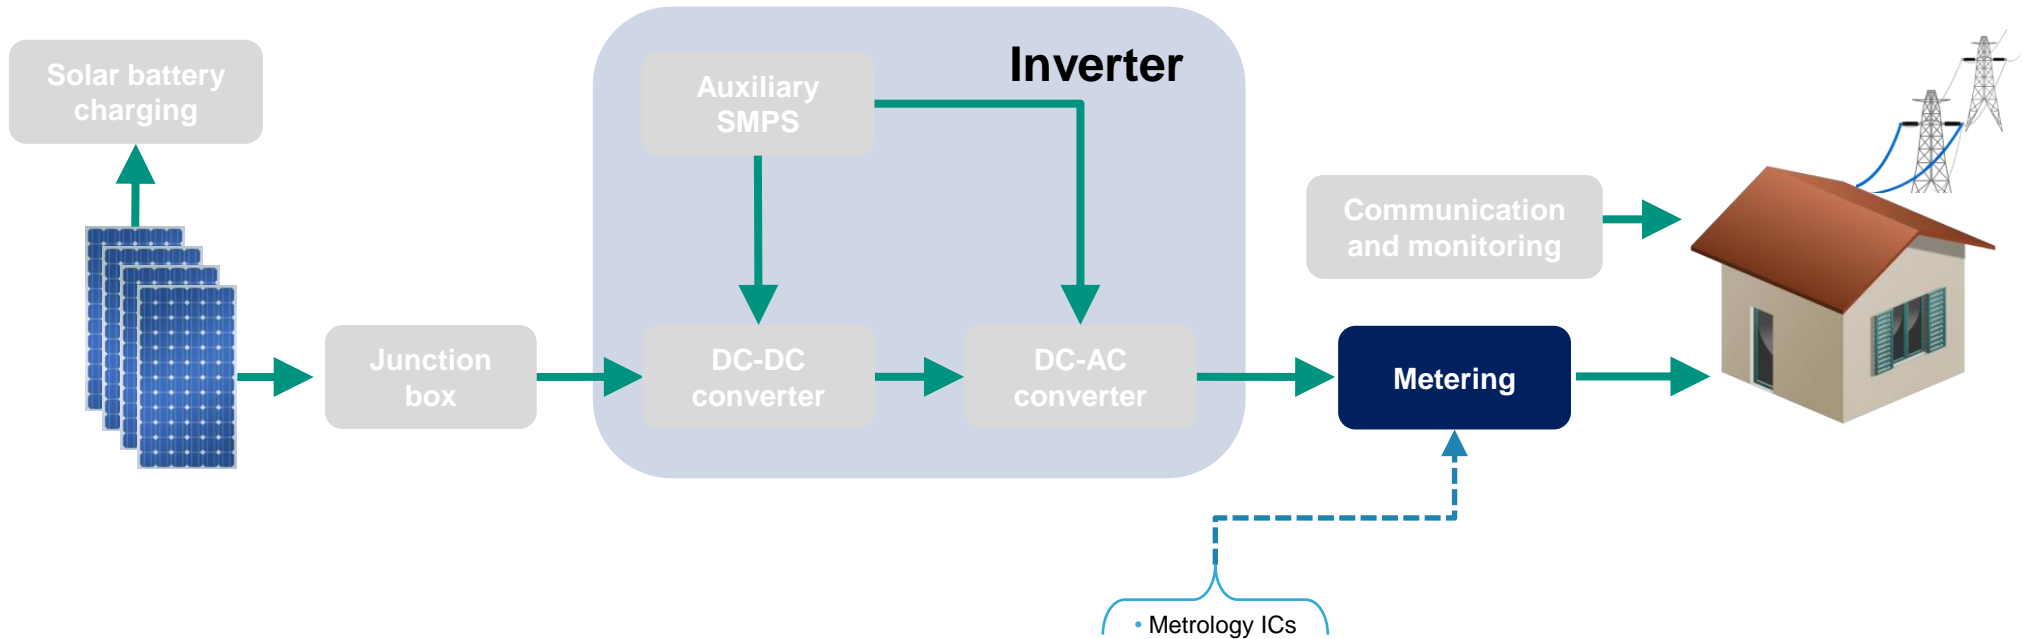 Solar battery
charging
Auxiliary
SMPS
Inverter
Communication
and monitoring
Junction
box
DC-DC
converter
DC-AC
converter
Metering
• Metrology ICs